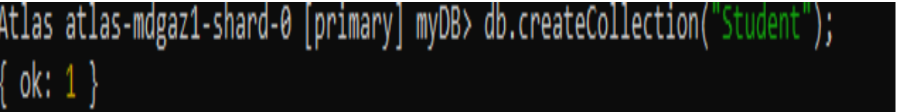 Atlas atlas-mdgaz1-shard-0 [primary] myDB> db.createCollection("Student");
{ ok: 1 }